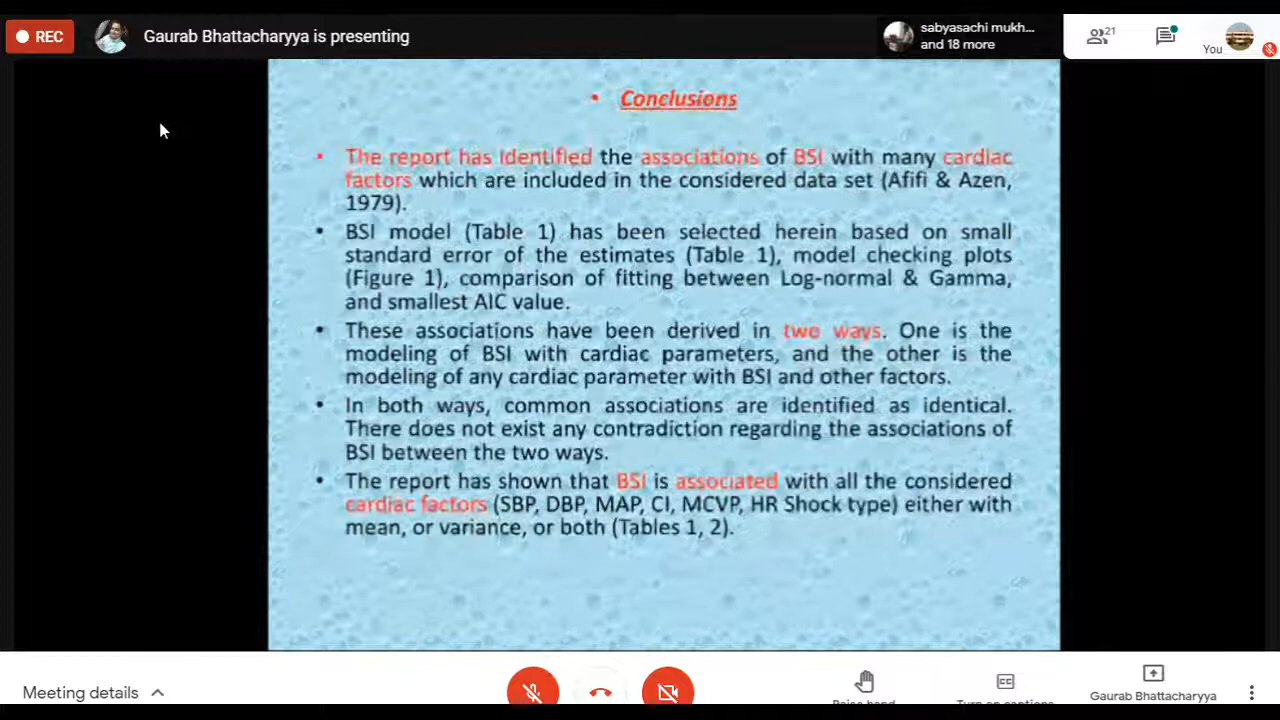 REC
Gaurab Bhattacharyya is presenting
sabyasachi mukh...
and 18 more
21
You
• Conclusions
• The report has identified the associations of BSI with many cardiac
factors which are included in the considered data set (Afifi & Azen,
1979).
• BSI model (Table 1) has been selected herein based on small
standard error of the estimates (Table 1), model checking plots
(Figure 1), comparison of fitting between Log-normal & Gamma,
and smallest AIC value.
• These associations have been derived in two ways. One is the
modeling of BSI with cardiac parameters, and the other is the
modeling of any cardiac parameter with BSI and other factors.
• In both ways, common associations are identified as identical.
There does not exist any contradiction regarding the associations of
BSI between the two ways.
• The report has shown that BSI is associated with all the considered
cardiac factors (SBP, DBP, MAP, CI, MCVP, HR Shock type) either with
mean, or variance, or both (Tables 1, 2).
Meeting details
Raise hand
CC
Turn on captions
Gaurab Bhattacharyya